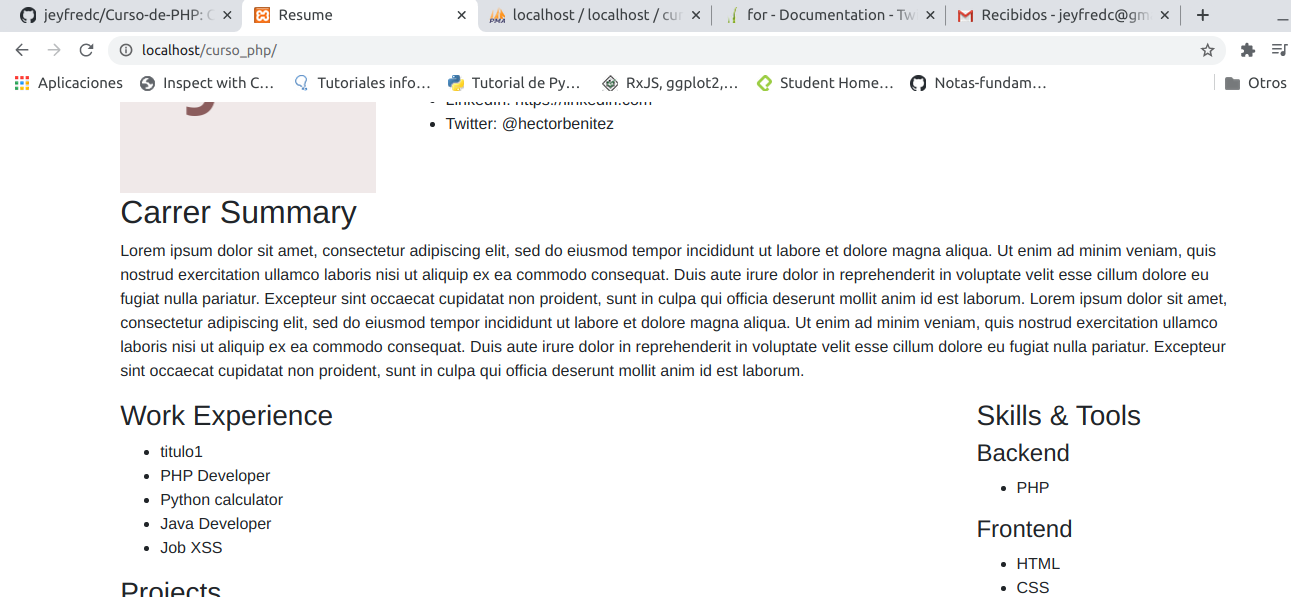 jeyfredc/Curso-de-PHP: C
Resume
localhost / localhost / cur
for - Documentation - Tw
Recibidos - jeyfredc@gm
localhost/curso_php/
Aplicaciones
Inspect with C...
Tutoriales info...
Tutorial de Py...
RxJS, ggplot2,...
Student Home...
Notas-fundam...
Otros
LinkedIn: https://linkedin.com
Twitter: @hectorbenitez
Carrer Summary
Lorem ipsum dolor sit amet, consectetur adipiscing elit, sed do eiusmod tempor incididunt ut labore et dolore magna aliqua. Ut enim ad minim veniam, quis
nostrud exercitation ullamco laboris nisi ut aliquip ex ea commodo consequat. Duis aute irure dolor in reprehenderit in voluptate velit esse cillum dolore eu
fugiat nulla pariatur. Excepteur sint occaecat cupidatat non proident, sunt in culpa qui officia deserunt mollit anim id est laborum. Lorem ipsum dolor sit amet,
consectetur adipiscing elit, sed do eiusmod tempor incididunt ut labore et dolore magna aliqua. Ut enim ad minim veniam, quis nostrud exercitation ullamco
laboris nisi ut aliquip ex ea commodo consequat. Duis aute irure dolor in reprehenderit in voluptate velit esse cillum dolore eu fugiat nulla pariatur. Excepteur
sint occaecat cupidatat non proident, sunt in culpa qui officia deserunt mollit anim id est laborum.
Work Experience
titulo1
PHP Developer
Python calculator
Java Developer
Job XSS
Projects
Skills & Tools
Backend
PHP
Frontend
HTML
CSS